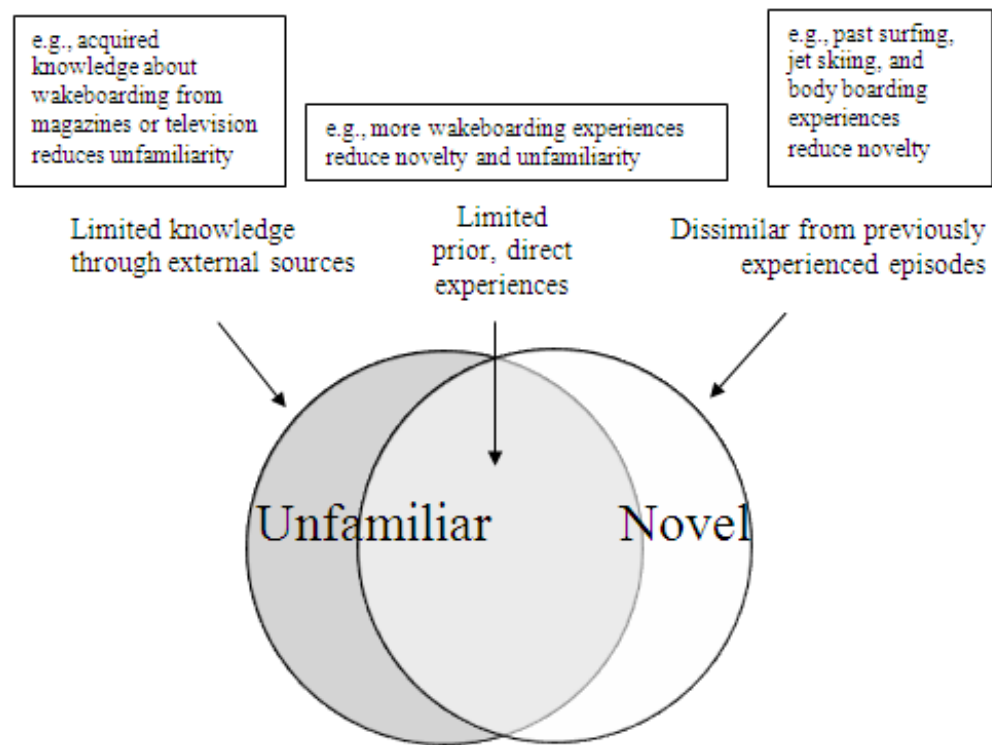 e.g., acquired
knowledge about
wakeboarding from
magazines or television
reduces unfamiliarity
e.g., more wakeboarding experiences
reduce novelty and unfamiliarity
e.g., past surfing,
jet skiing, and
body boarding
experiences
reduce novelty
Limited knowledge
through external sources
Limited
prior, direct
experiences
Dissimilar from previously
experienced episodes
Unfamiliar
Novel